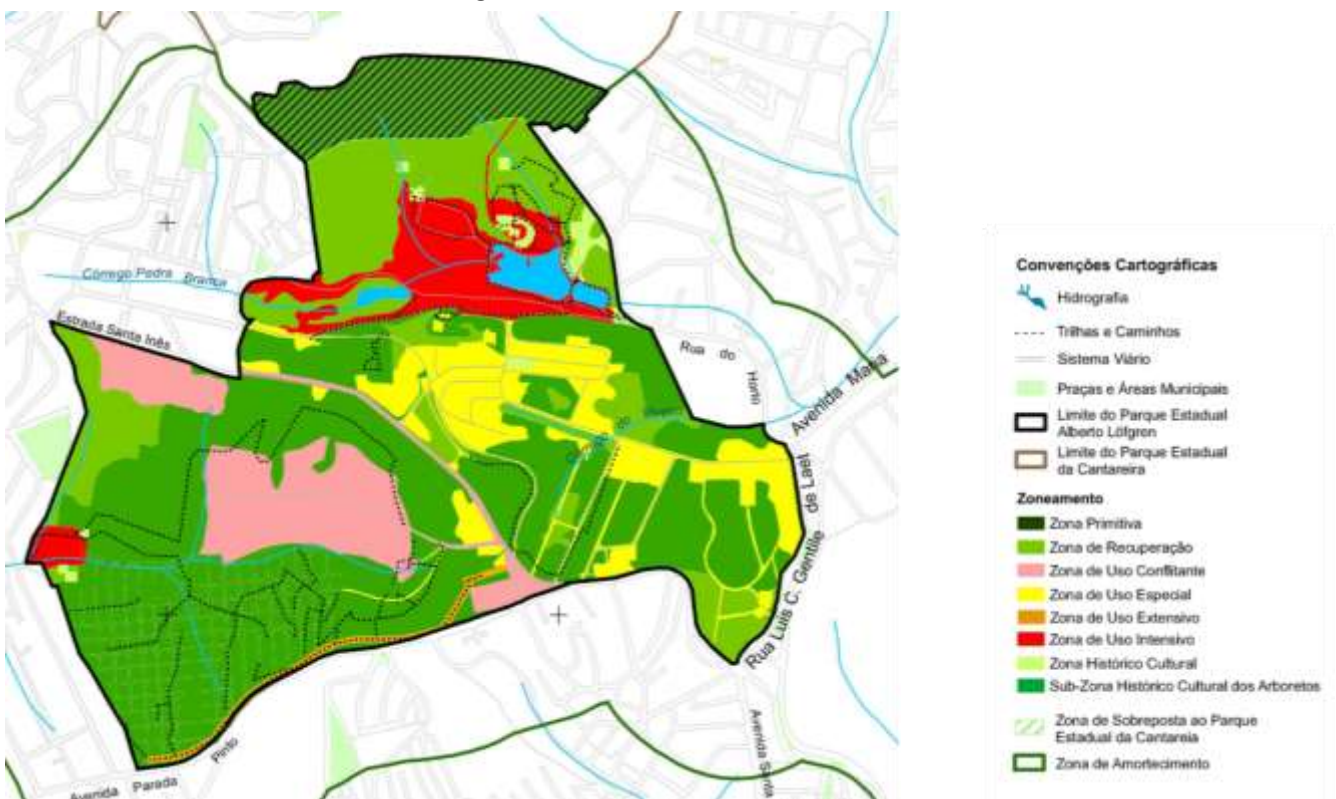 Córrego Pedra Branca
Estrada Santa Inês
Rua do Horto
Avenida Maria
Rua Luis C. Gentile de Laet
Avenida Parada Pinto
Avenida Santa
Convenções Cartográficas
Hidrografia
Trilhas e Caminhos
Sistema Viário
Praças e Áreas Municipais
Limite do Parque Estadual
Alberto Löfgren
Limite do Parque Estadual
da Cantareira
Zoneamento
Zona Primitiva
Zona de Recuperação
Zona de Uso Conflitante
Zona de Uso Especial
Zona de Uso Extensivo
Zona de Uso Intensivo
Zona Histórico Cultural
Sub-Zona Histórico Cultural dos Arboretos
Zona de Sobreposta ao Parque
Estadual da Cantareia
Zona de Amortecimento